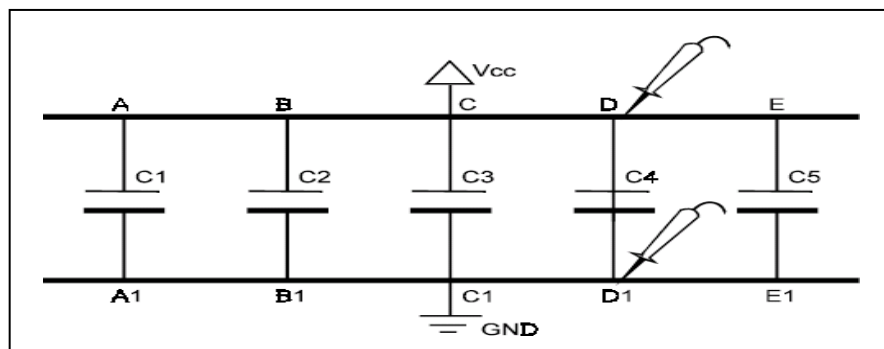 Vcc
A B C D E
C1 C2 C3 C4 C5
A1 B1 C1 D1 E1
GND